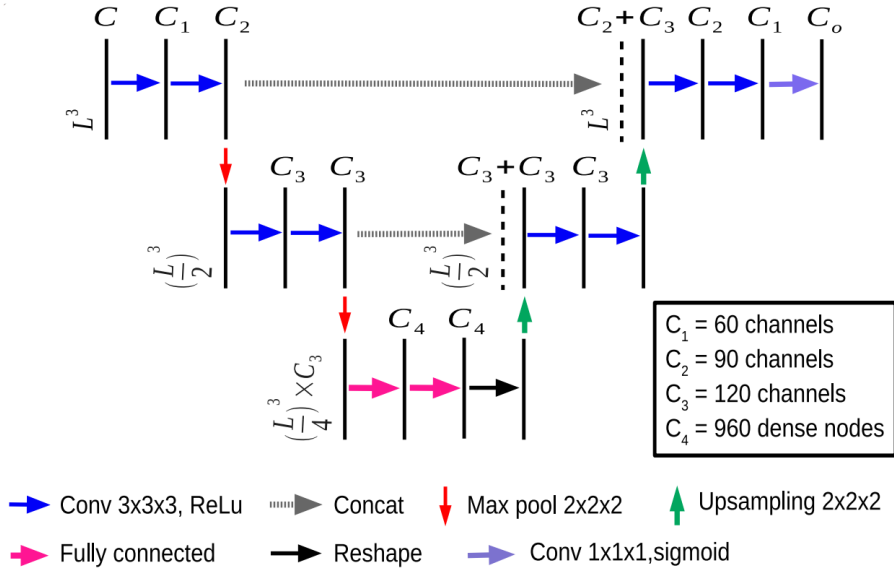 C C₁ C₂ C₂+C₃ C₂ C₁ Cₒ
L³ L³
C₃ C₃ C₃+C₃ C₃
(L/2)³ (L/2)³
C₄ C₄
(L/4)³×C₃
C₁ = 60 channels
C₂ = 90 channels
C₃ = 120 channels
C₄ = 960 dense nodes
Conv 3x3x3, ReLu Concat Max pool 2x2x2 Upsampling 2x2x2
Fully connected Reshape Conv 1x1x1,sigmoid